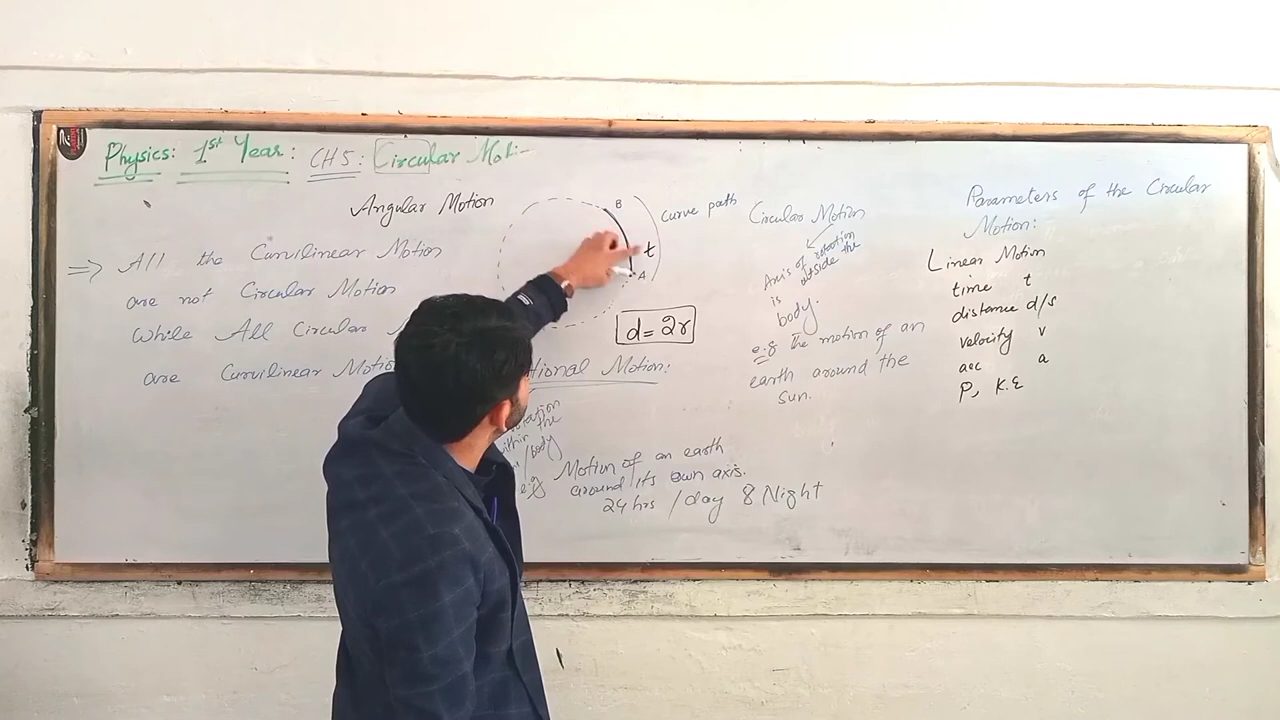 Physics: 1st Year: CH5: Circular Moti
Angular Motion
⇒ All the Curvilinear Motion
are not Circular Motion
While All Circular
are Curvilinear Motion
B
t
A
curve path
d = 2r
tional Motion:
within the
/ body
e.g Motion of an earth
around its own axis.
24 hrs / day & Night
Circular Motion
Axis of rotation
is outside the
body.
e.g The motion of an
earth around the
sun.
Parameters of the Circular
Motion:
Linear Motion
time t
distance d/s
velocity v
acc a
P, K.E